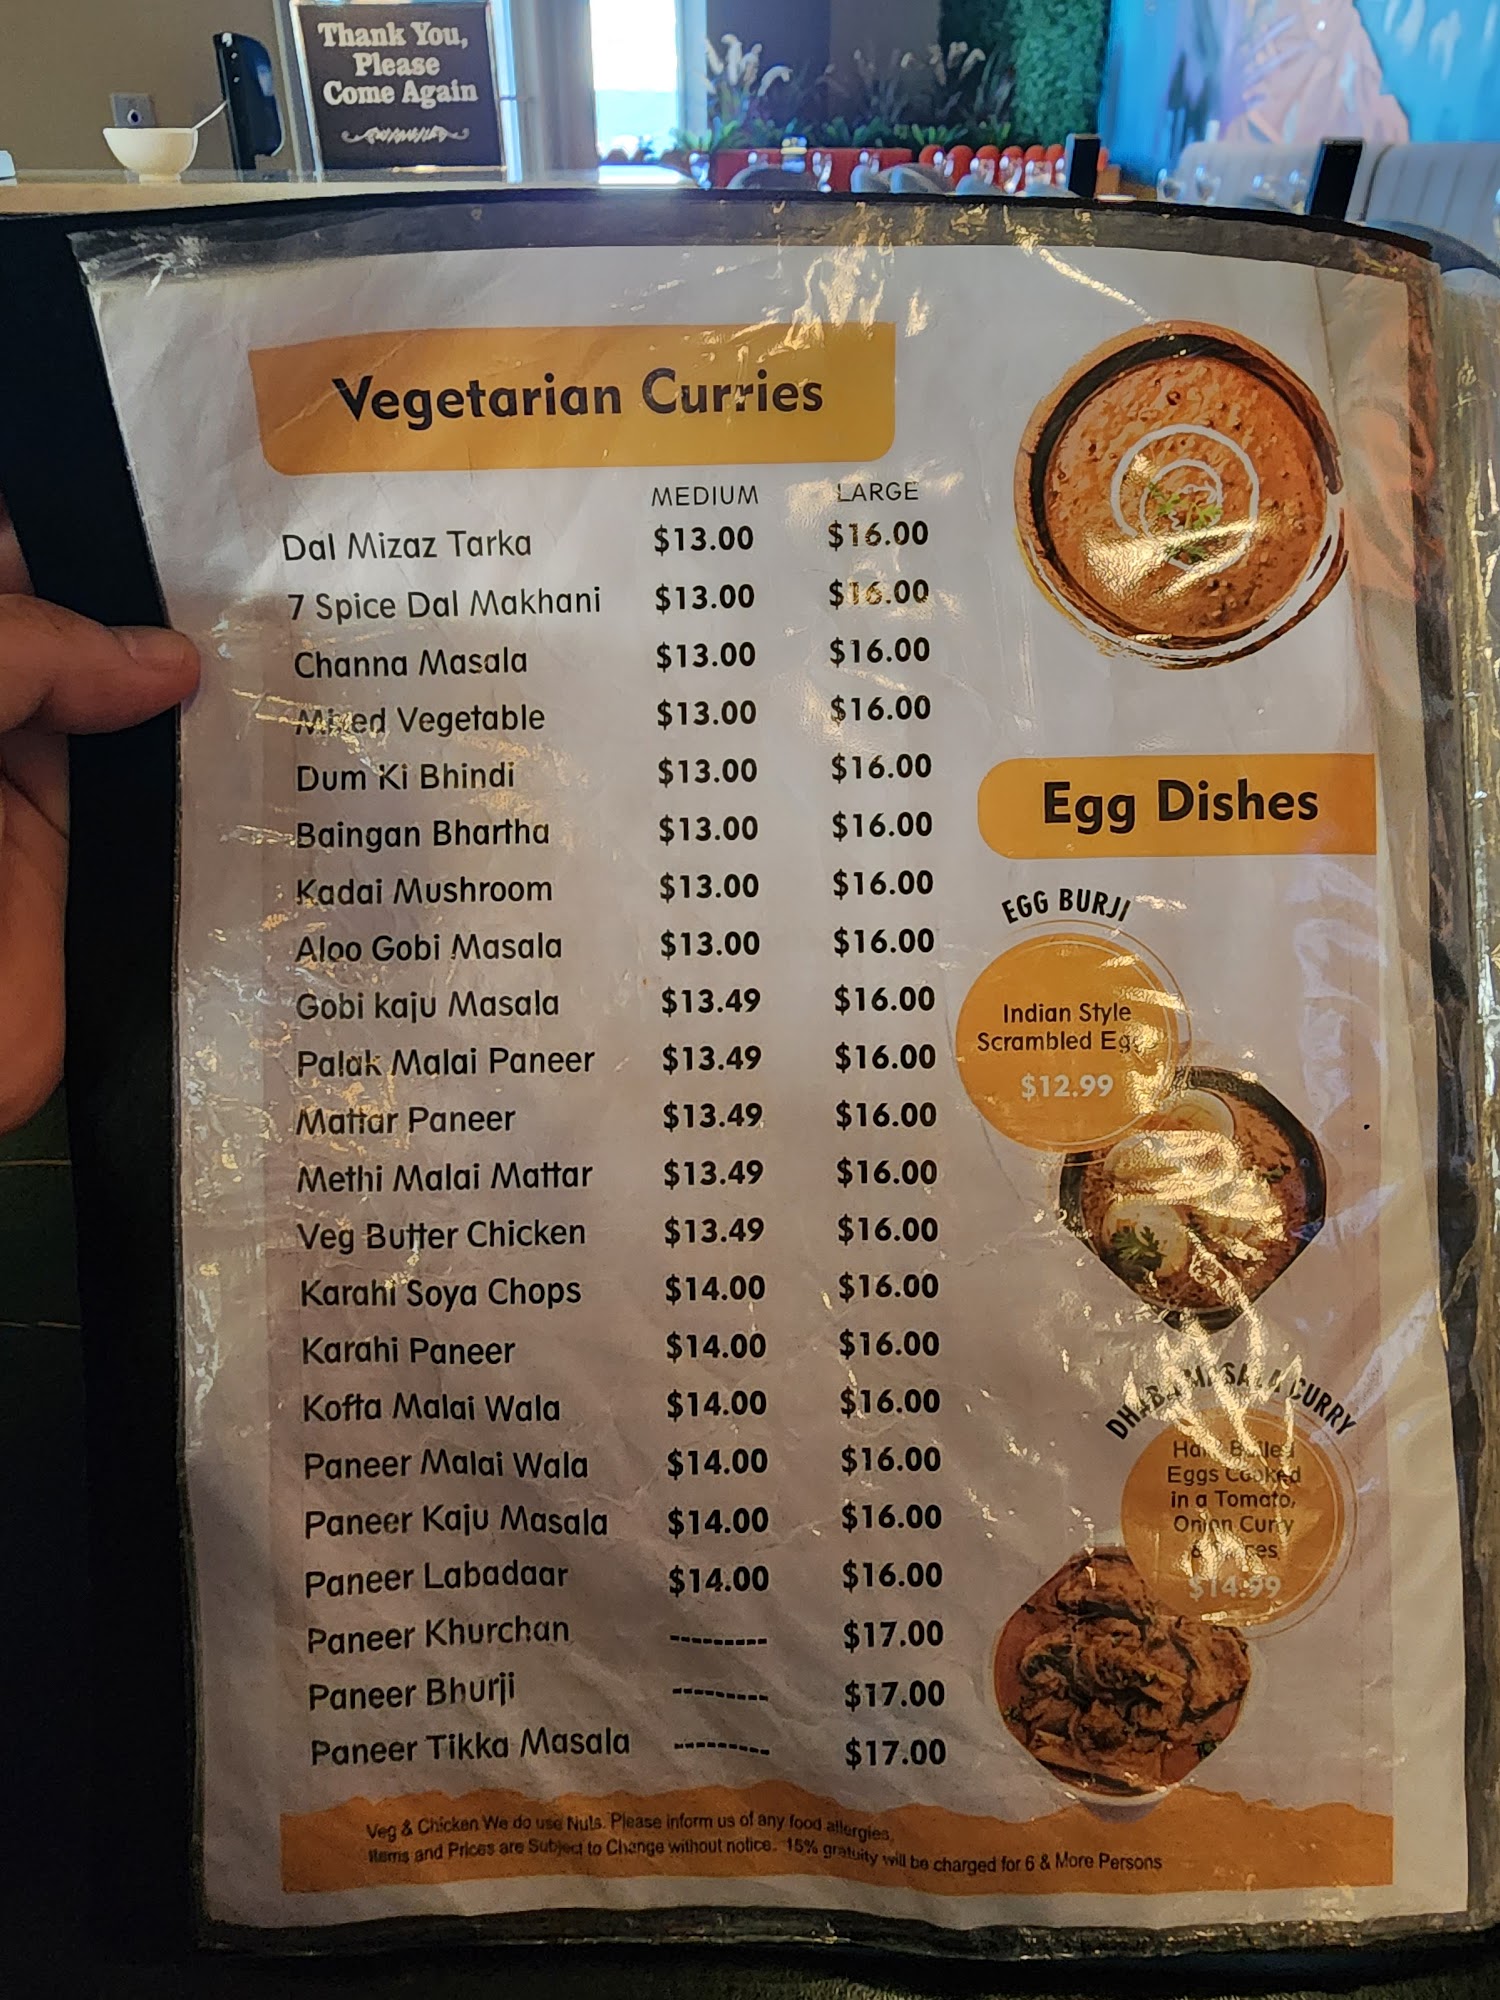 Thank You,
Please
Come Again
Vegetarian Curries
MEDIUM LARGE
Dal Mizaz Tarka $13.00 $16.00
7 Spice Dal Makhani $13.00 $16.00
Channa Masala $13.00 $16.00
Mixed Vegetable $13.00 $16.00
Dum Ki Bhindi $13.00 $16.00
Baingan Bhartha $13.00 $16.00
Kadai Mushroom $13.00 $16.00
Aloo Gobi Masala $13.00 $16.00
Gobi kaju Masala $13.49 $16.00
Palak Malai Paneer $13.49 $16.00
Mattar Paneer $13.49 $16.00
Methi Malai Mattar $13.49 $16.00
Veg Butter Chicken $13.49 $16.00
Karahi Soya Chops $14.00 $16.00
Karahi Paneer $14.00 $16.00
Kofta Malai Wala $14.00 $16.00
Paneer Malai Wala $14.00 $16.00
Paneer Kaju Masala $14.00 $16.00
Paneer Labadaar $14.00 $16.00
Paneer Khurchan --------- $17.00
Paneer Bhurji --------- $17.00
Paneer Tikka Masala --------- $17.00
Egg Dishes
EGG BURJI
Indian Style
Scrambled
$12.99
DHABA MASALA CURRY
Eggs Cooked
in a Tomato,
Onion Curry
$14.99
Veg & Chicken We do use Nuts. Please inform us of any food allergies,
Items and Prices are Subject to Change without notice. 15% gratuity will be charged for 6 & More Persons